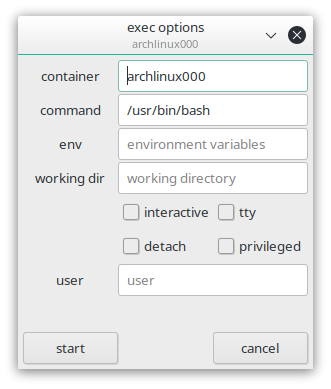 exec options
archlinux000
container archlinux000
command /usr/bin/bash
env environment variables
working dir working directory
interactive tty
detach privileged
user user
start cancel